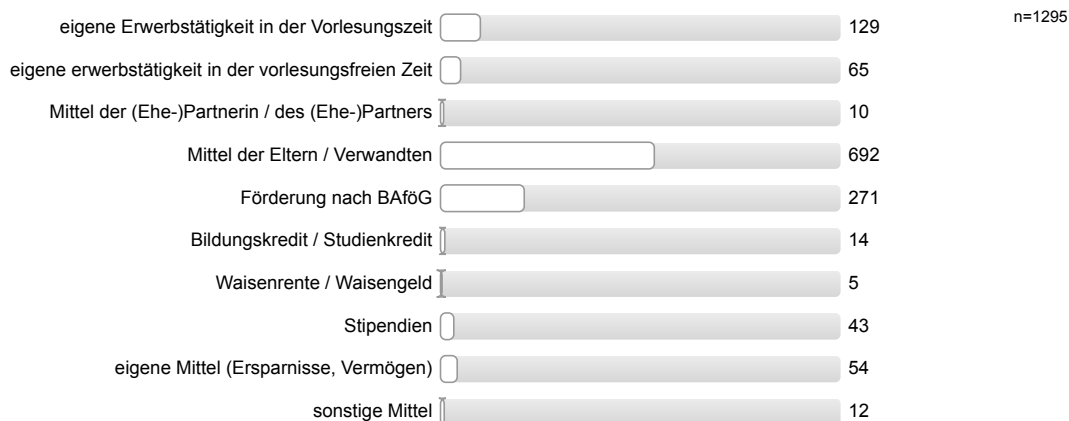 eigene Erwerbstätigkeit in der Vorlesungszeit 129 n=1295
eigene erwerbstätigkeit in der vorlesungsfreien Zeit 65
Mittel der (Ehe-)Partnerin / des (Ehe-)Partners 10
Mittel der Eltern / Verwandten 692
Förderung nach BAföG 271
Bildungskredit / Studienkredit 14
Waisenrente / Waisengeld 5
Stipendien 43
eigene Mittel (Ersparnisse, Vermögen) 54
sonstige Mittel 12